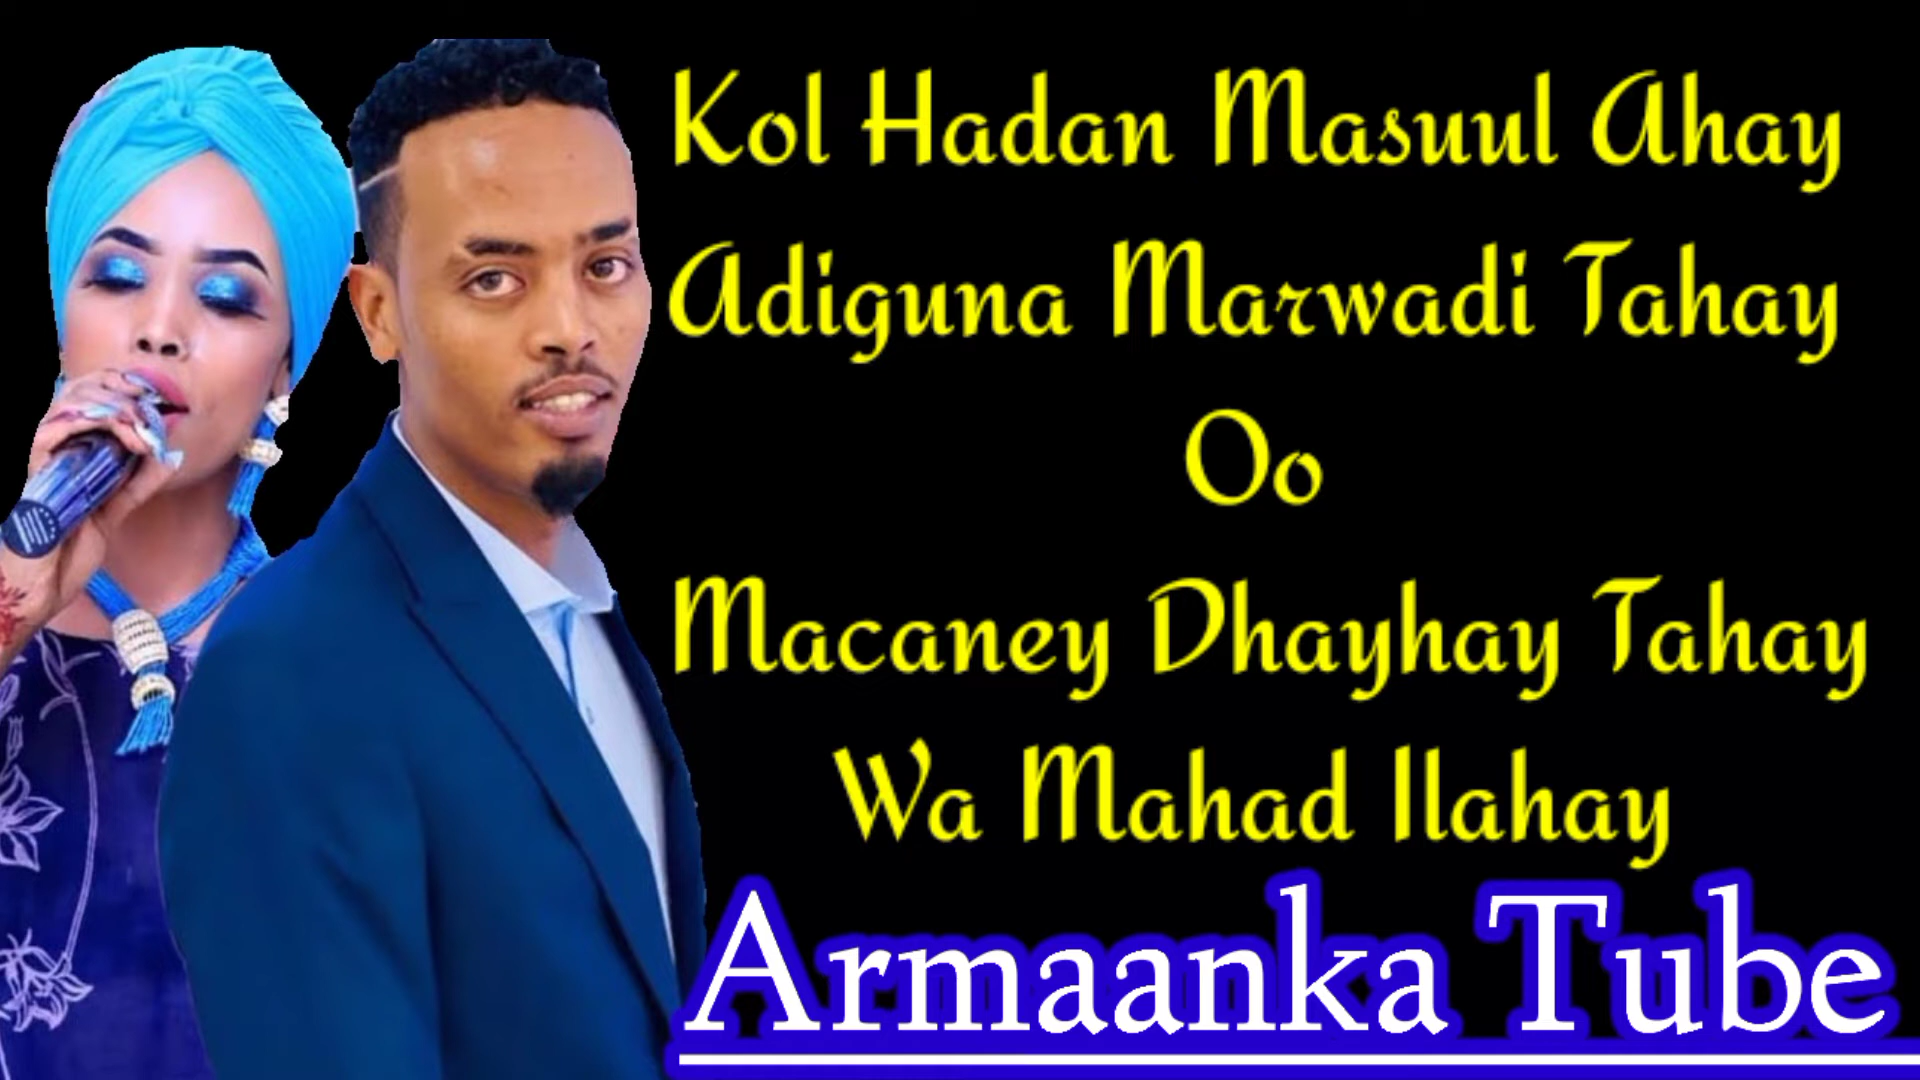 Kol Hadan Masuul Ahay
Adiguna Marwadi Tahay
Oo
Macaney Dhayhay Tahay
Wa Mahad Ilahay
Armaanka Tube